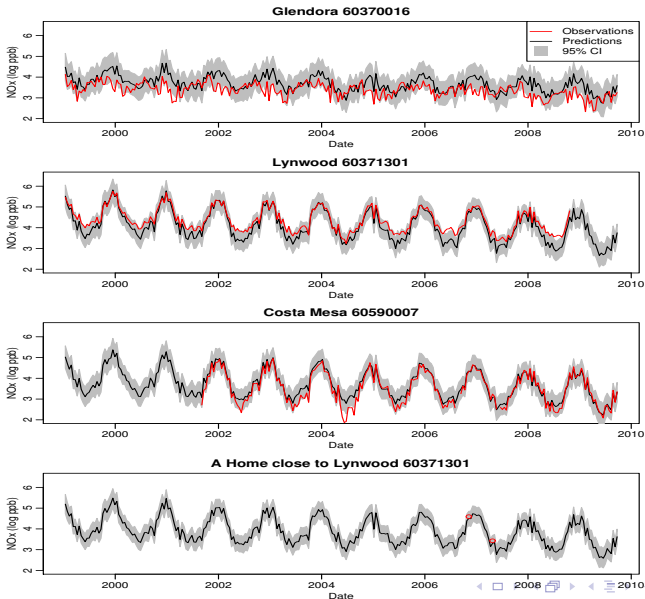 Glendora 60370016
NOx (log ppb)
6
5
4
3
2
Observations
Predictions
95% CI
2000 2002 2004 2006 2008 2010
Date
Lynwood 60371301
NOx (log ppb)
6
5
4
3
2
2000 2002 2004 2006 2008 2010
Date
Costa Mesa 60590007
NOx (log ppb)
6
5
4
3
2
2000 2002 2004 2006 2008 2010
Date
A Home close to Lynwood 60371301
NOx (log ppb)
6
5
4
3
2
2000 2002 2004 2006 2008 2010
Date